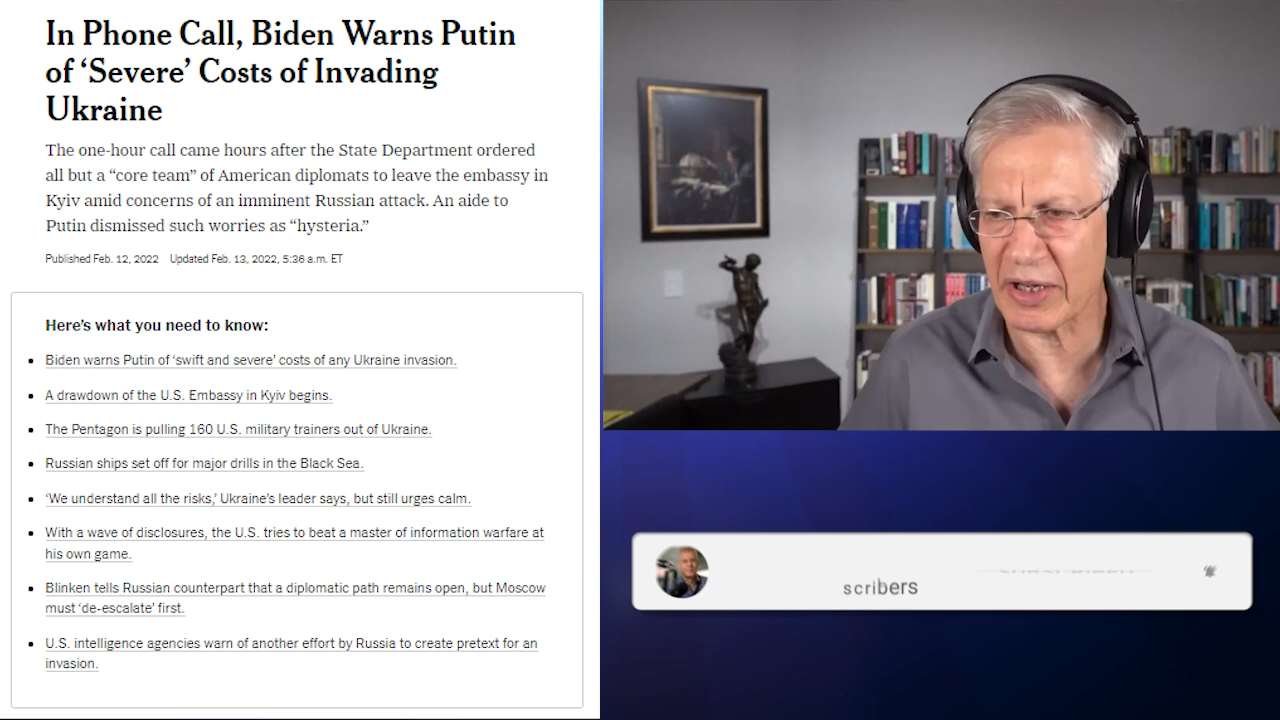 In Phone Call, Biden Warns Putin
of ‘Severe’ Costs of Invading
Ukraine
The one-hour call came hours after the State Department ordered
all but a “core team” of American diplomats to leave the embassy in
Kyiv amid concerns of an imminent Russian attack. An aide to
Putin dismissed such worries as “hysteria.”
Published Feb. 12, 2022 Updated Feb. 13, 2022, 5:36 a.m. ET
Here’s what you need to know:
Biden warns Putin of ‘swift and severe’ costs of any Ukraine invasion.
A drawdown of the U.S. Embassy in Kyiv begins.
The Pentagon is pulling 160 U.S. military trainers out of Ukraine.
Russian ships set off for major drills in the Black Sea.
‘We understand all the risks,’ Ukraine’s leader says, but still urges calm.
With a wave of disclosures, the U.S. tries to beat a master of information warfare at
his own game.
Blinken tells Russian counterpart that a diplomatic path remains open, but Moscow
must ‘de-escalate’ first.
U.S. intelligence agencies warn of another effort by Russia to create pretext for an
invasion.
scribers